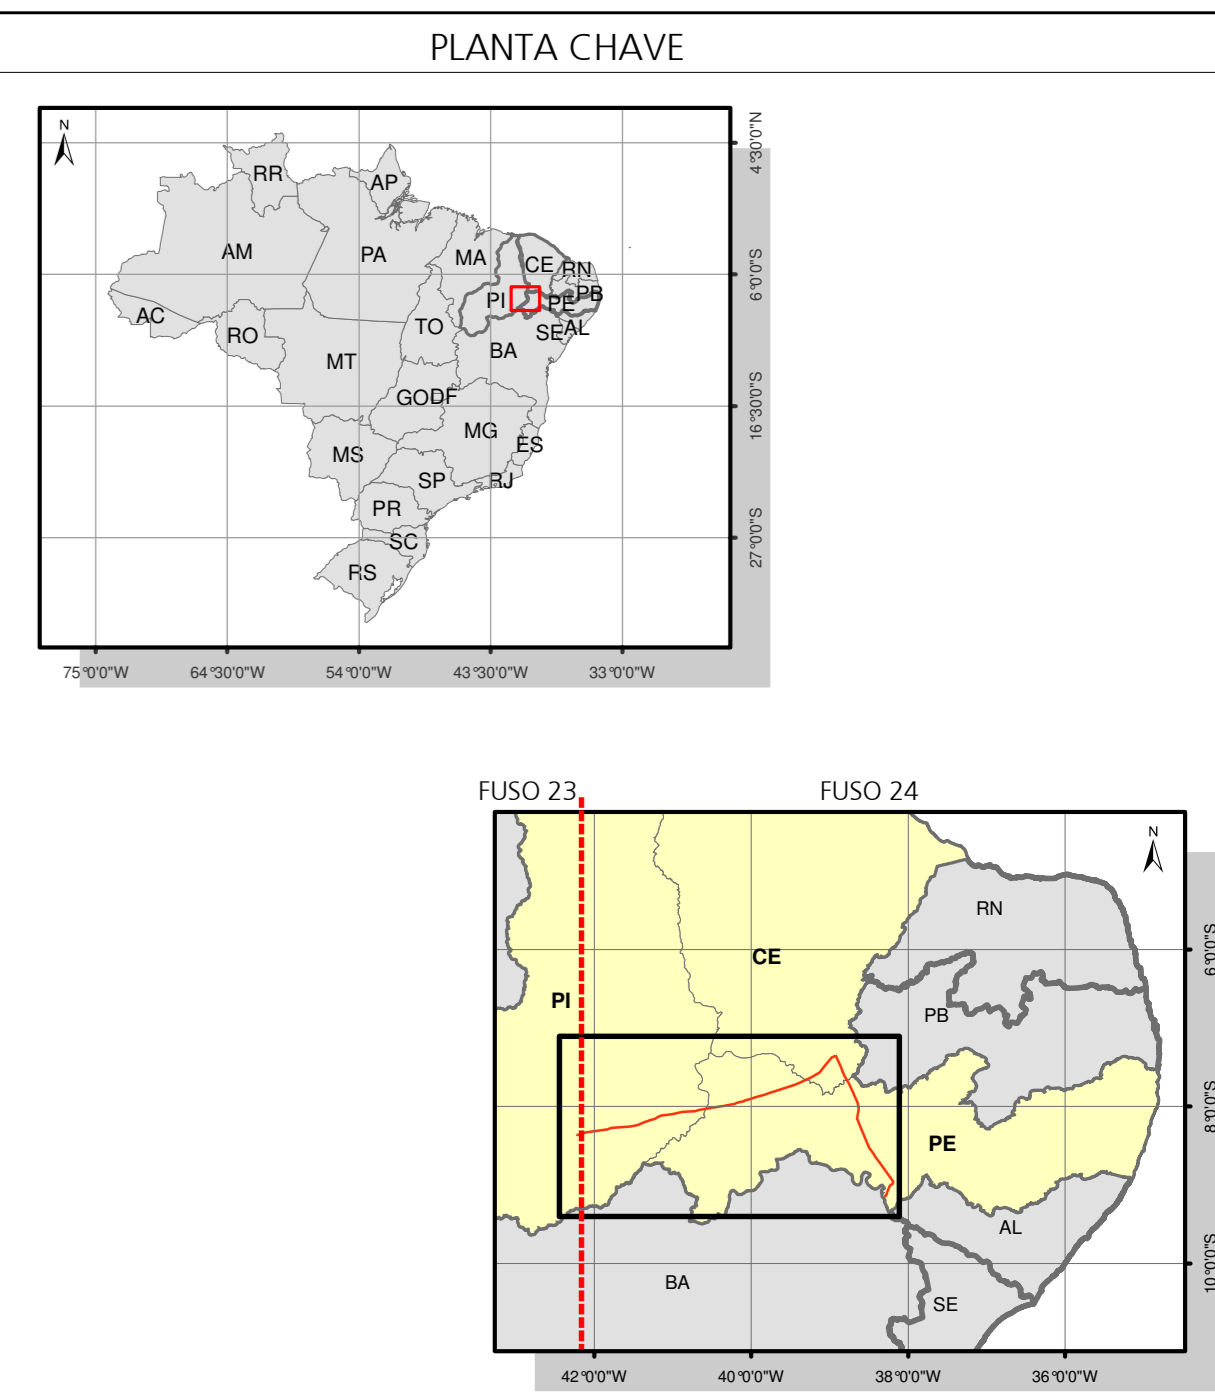 PLANTA CHAVE
N
4°30'0"N
RR
AP
AM
PA
MA
CE
RN
6°0'0"S
PI
PE
PB
AC
RO
TO
SE
AL
MT
BA
GO
DF
16°30'0"S
MG
ES
MS
SP
RJ
PR
SC
27°0'0"S
RS
75°0'0"W 64°30'0"W 54°0'0"W 43°30'0"W 33°0'0"W
FUSO 23 FUSO 24
N
RN
CE
6°0'0"S
PI
PB
8°0'0"S
PE
AL
10°0'0"S
BA
SE
42°0'0"W 40°0'0"W 38°0'0"W 36°0'0"W